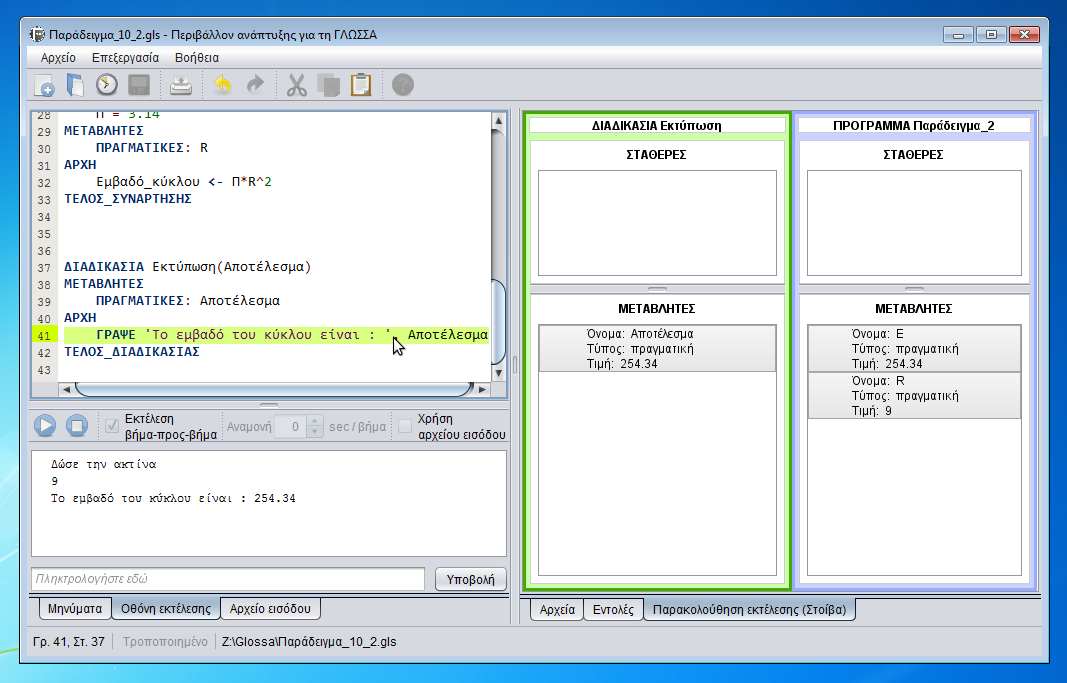 Παράδειγμα_10_2.gls - Περιβάλλον ανάπτυξης για τη ΓΛΩΣΣΑ
Αρχείο Επεξεργασία Βοήθεια
28 Π = 3.14
29 ΜΕΤΑΒΛΗΤΕΣ
30 ΠΡΑΓΜΑΤΙΚΕΣ: R
31 ΑΡΧΗ
32 Εμβαδό_κύκλου <- Π*R^2
33 ΤΕΛΟΣ_ΣΥΝΑΡΤΗΣΗΣ
34
35
36
37 ΔΙΑΔΙΚΑΣΙΑ Εκτύπωση(Αποτέλεσμα)
38 ΜΕΤΑΒΛΗΤΕΣ
39 ΠΡΑΓΜΑΤΙΚΕΣ: Αποτέλεσμα
40 ΑΡΧΗ
41 ΓΡΑΨΕ 'Το εμβαδό του κύκλου είναι : ', Αποτέλεσμα
42 ΤΕΛΟΣ_ΔΙΑΔΙΚΑΣΙΑΣ
43
Εκτέλεση
βήμα-προς-βήμα
Αναμονή 0 sec / βήμα
Χρήση
αρχείου εισόδου
Δώσε την ακτίνα
9
Το εμβαδό του κύκλου είναι : 254.34
Πληκτρολογήστε εδώ
Υποβολή
Μηνύματα Οθόνη εκτέλεσης Αρχείο εισόδου
ΔΙΑΔΙΚΑΣΙΑ Εκτύπωση
ΣΤΑΘΕΡΕΣ
ΜΕΤΑΒΛΗΤΕΣ
Όνομα: Αποτέλεσμα
Τύπος: πραγματική
Τιμή: 254.34
ΠΡΟΓΡΑΜΜΑ Παράδειγμα_2
ΣΤΑΘΕΡΕΣ
ΜΕΤΑΒΛΗΤΕΣ
Όνομα: Ε
Τύπος: πραγματική
Τιμή: 254.34
Όνομα: R
Τύπος: πραγματική
Τιμή: 9
Αρχεία Εντολές Παρακολούθηση εκτέλεσης (Στοίβα)
Γρ. 41, Στ. 37 Τροποποιημένο Z:\Glossa\Παράδειγμα_10_2.gls